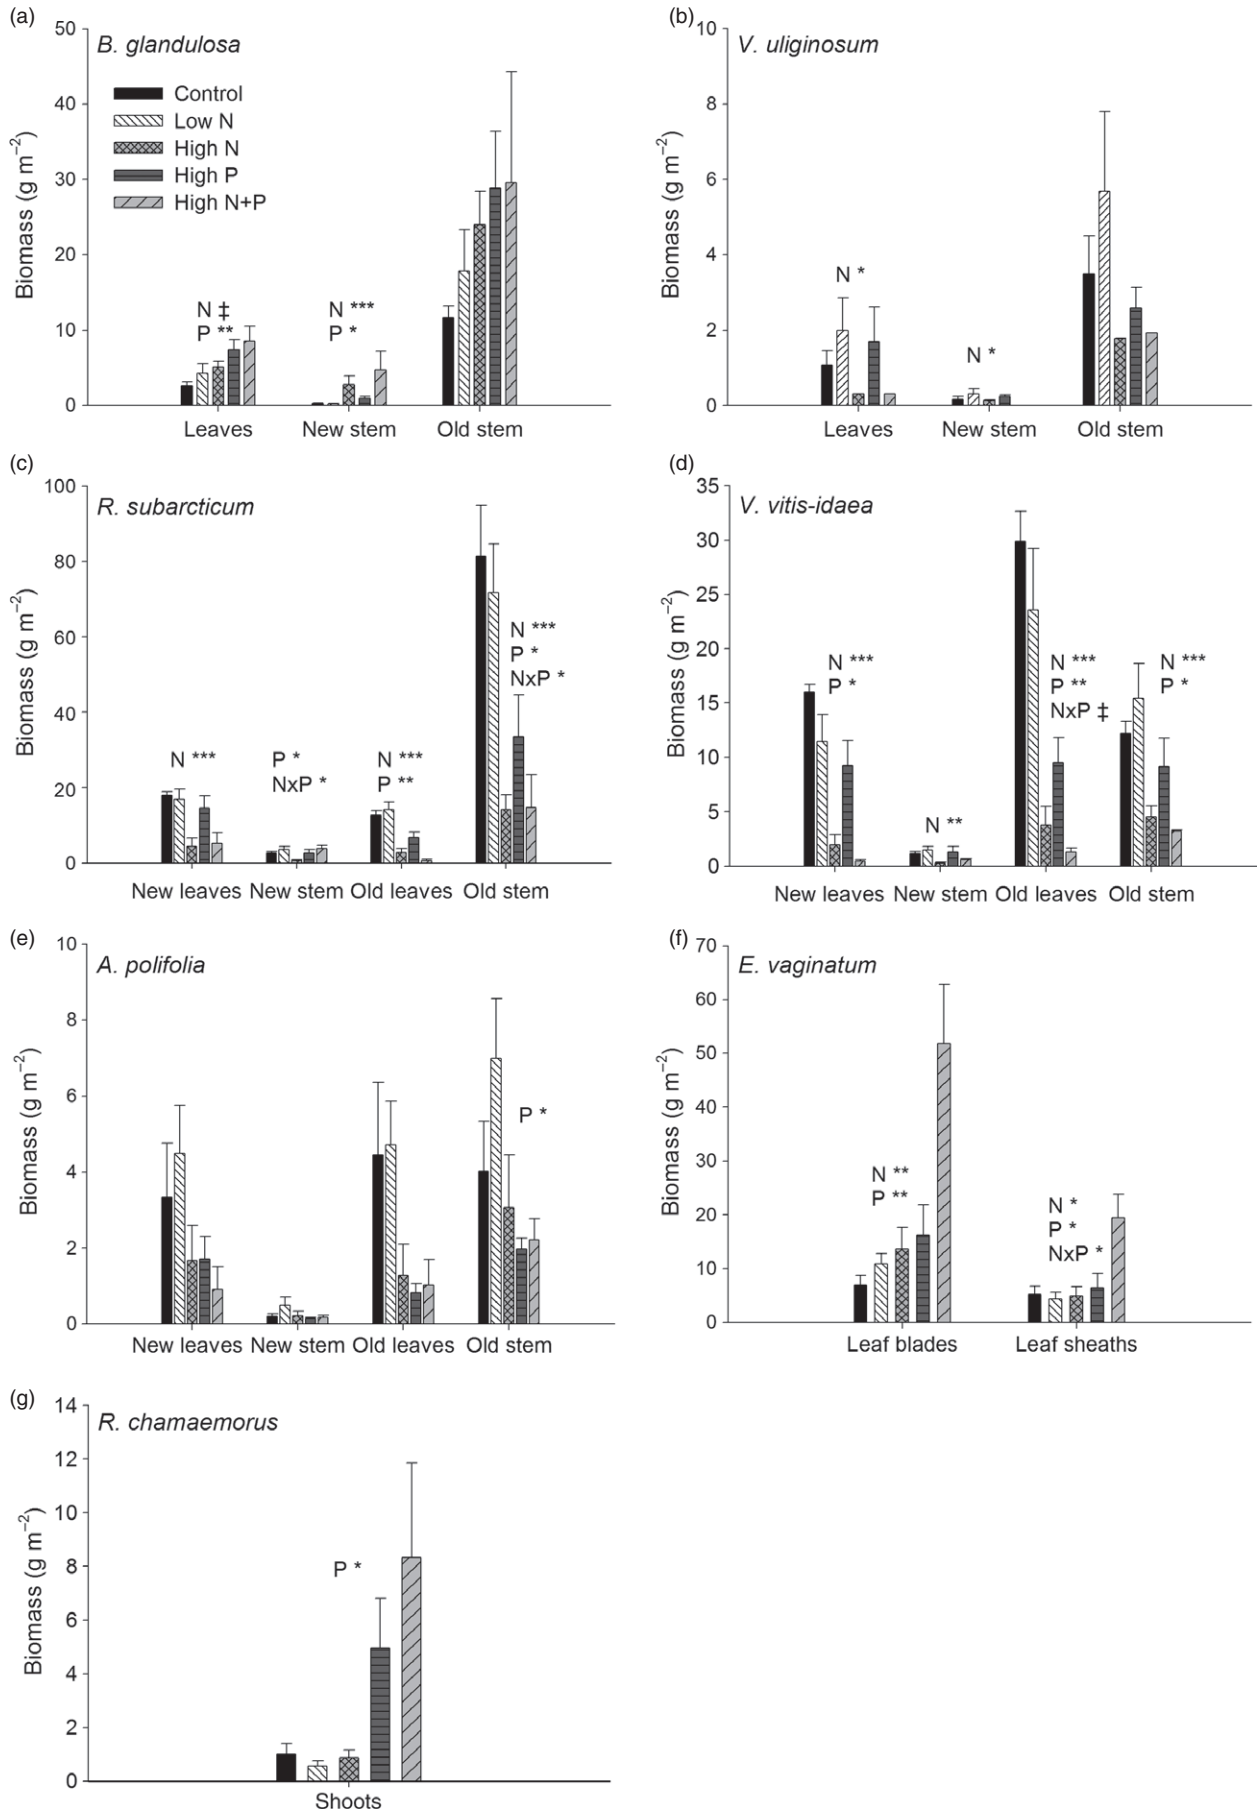 (a)
B. glandulosa
Biomass (g m⁻²)
50
40
30
20
10
0
Control
Low N
High N
High P
High N+P
N ‡
P **
N ***
P *
Leaves
New stem
Old stem
(b)
V. uliginosum
Biomass (g m⁻²)
10
8
6
4
2
0
N *
N *
Leaves
New stem
Old stem
(c)
R. subarcticum
Biomass (g m⁻²)
100
80
60
40
20
0
N ***
P *
NxP *
N ***
P **
N ***
P *
NxP *
New leaves
New stem
Old leaves
Old stem
(d)
V. vitis-idaea
Biomass (g m⁻²)
35
30
25
20
15
10
5
0
N ***
P *
N **
N ***
P **
NxP ‡
N ***
P *
New leaves
New stem
Old leaves
Old stem
(e)
A. polifolia
Biomass (g m⁻²)
10
8
6
4
2
0
P *
New leaves
New stem
Old leaves
Old stem
(f)
E. vaginatum
Biomass (g m⁻²)
70
60
50
40
30
20
10
0
N **
P **
N *
P *
NxP *
Leaf blades
Leaf sheaths
(g)
R. chamaemorus
Biomass (g m⁻²)
14
12
10
8
6
4
2
0
P *
Shoots